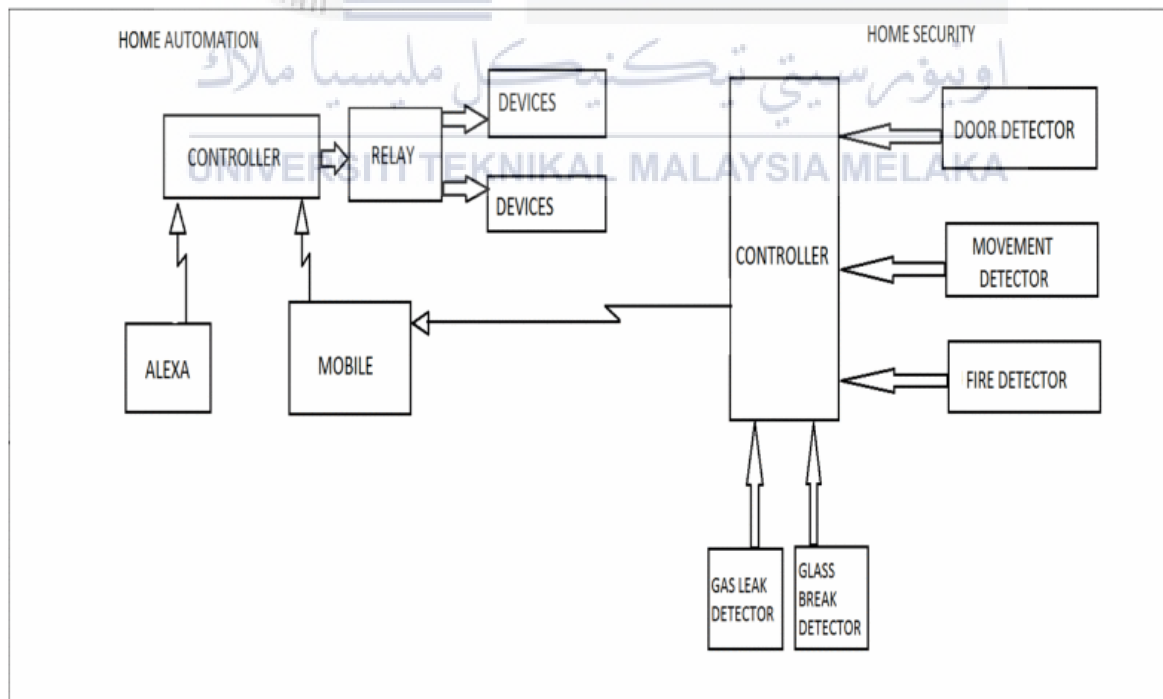 HOME AUTOMATION
HOME SECURITY
اونيۏرسيتي تيكنيكل مليسيا ملاك
UNIVERSITI TEKNIKAL MALAYSIA MELAKA
CONTROLLER
RELAY
DEVICES
DEVICES
ALEXA
MOBILE
CONTROLLER
DOOR DETECTOR
MOVEMENT
DETECTOR
FIRE DETECTOR
GAS LEAK
DETECTOR
GLASS
BREAK
DETECTOR